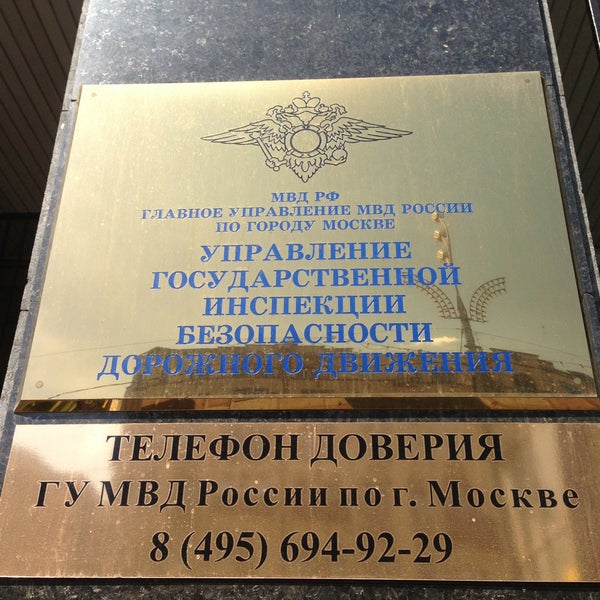 МВД РФ
ГЛАВНОЕ УПРАВЛЕНИЕ МВД РОССИИ
ПО ГОРОДУ МОСКВЕ
УПРАВЛЕНИЕ
ГОСУДАРСТВЕННОЙ
ИНСПЕКЦИИ
БЕЗОПАСНОСТИ
ДОРОЖНОГО ДВИЖЕНИЯ
ТЕЛЕФОН ДОВЕРИЯ
ГУ МВД России по г. Москве
8 (495) 694-92-29